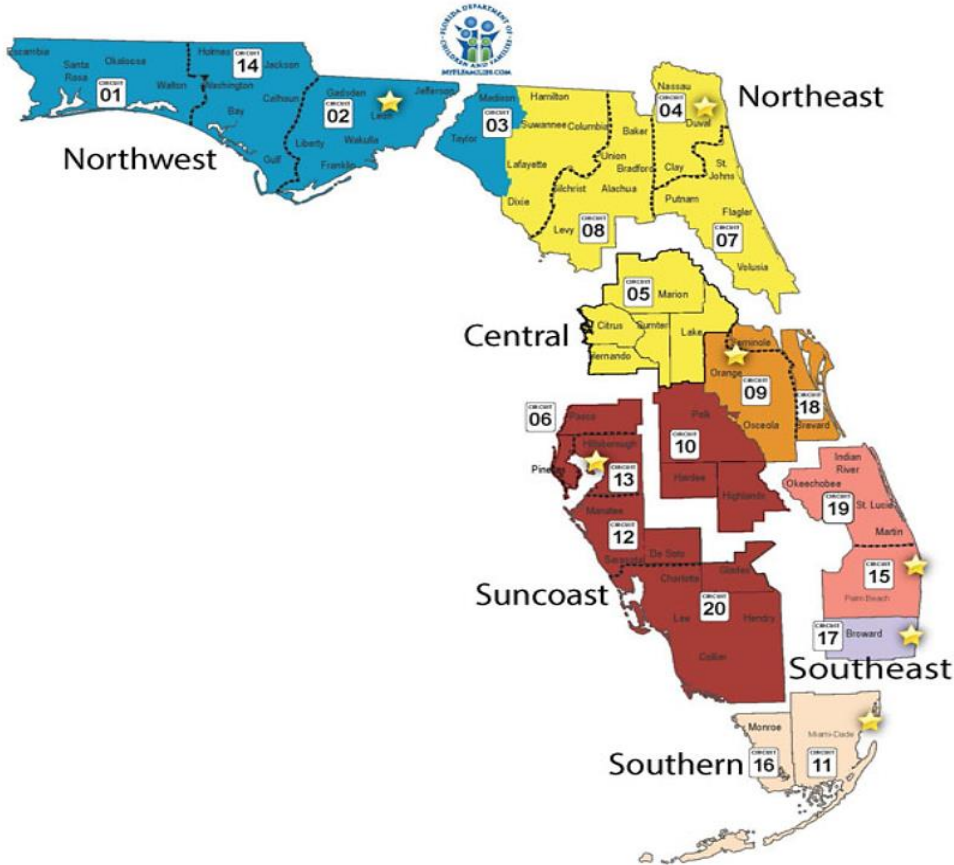 FLORIDA DEPARTMENT OF CHILDREN AND FAMILIES
MYFLFAMILIES.COM
Northwest
Escambia
Santa
Rosa
Okaloosa
Walton
CIRCUIT
01
Holmes
CIRCUIT
14
Jackson
Washington
Bay
Calhoun
Gulf
Gadsden
CIRCUIT
02
Leon
Jefferson
Liberty
Wakulla
Franklin
Northeast
Madison
Hamilton
CIRCUIT
03
Taylor
Suwannee
Columbia
Lafayette
Dixie
Baker
Union
Bradford
Gilchrist
Alachua
Levy
CIRCUIT
08
Nassau
CIRCUIT
04
Duval
Clay
St.
Johns
Putnam
Flagler
CIRCUIT
07
Volusia
Central
CIRCUIT
05
Marion
Citrus
Sumter
Lake
Hernando
Seminole
Orange
CIRCUIT
09
Osceola
CIRCUIT
18
Brevard
CIRCUIT
06
Pasco
Hillsborough
CIRCUIT
13
Polk
CIRCUIT
10
Hardee
Highlands
Suncoast
Manatee
CIRCUIT
12
Sarasota
De Soto
Charlotte
Glades
CIRCUIT
20
Lee
Hendry
Collier
Indian
River
Okeechobee
CIRCUIT
19
St. Lucie
Martin
CIRCUIT
15
Palm Beach
CIRCUIT
17
Broward
Southeast
Southern
Monroe
CIRCUIT
16
Miami-Dade
CIRCUIT
11